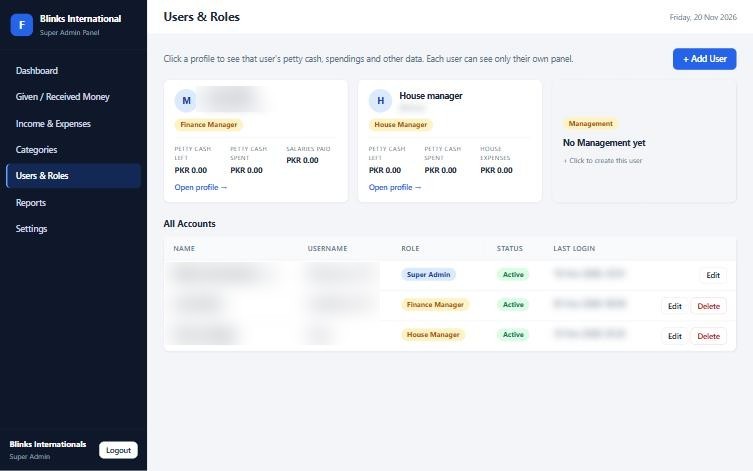 F
Blinks International
Super Admin Panel
Dashboard
Given / Received Money
Income & Expenses
Categories
Users & Roles
Reports
Settings
Blinks Internationals
Super Admin
Logout
Users & Roles
Friday, 20 Nov 2026
Click a profile to see that user's petty cash, spendings and other data. Each user can see only their own panel.
+ Add User
M
Finance Manager
PETTY CASH LEFT
PKR 0.00
PETTY CASH SPENT
PKR 0.00
SALARIES PAID
PKR 0.00
Open profile →
H
House manager
House Manager
PETTY CASH LEFT
PKR 0.00
PETTY CASH SPENT
PKR 0.00
HOUSE EXPENSES
PKR 0.00
Open profile →
Management
No Management yet
+ Click to create this user
All Accounts
NAME USERNAME ROLE STATUS LAST LOGIN
Super Admin Active Edit
Finance Manager Active Edit Delete
House Manager Active Edit Delete